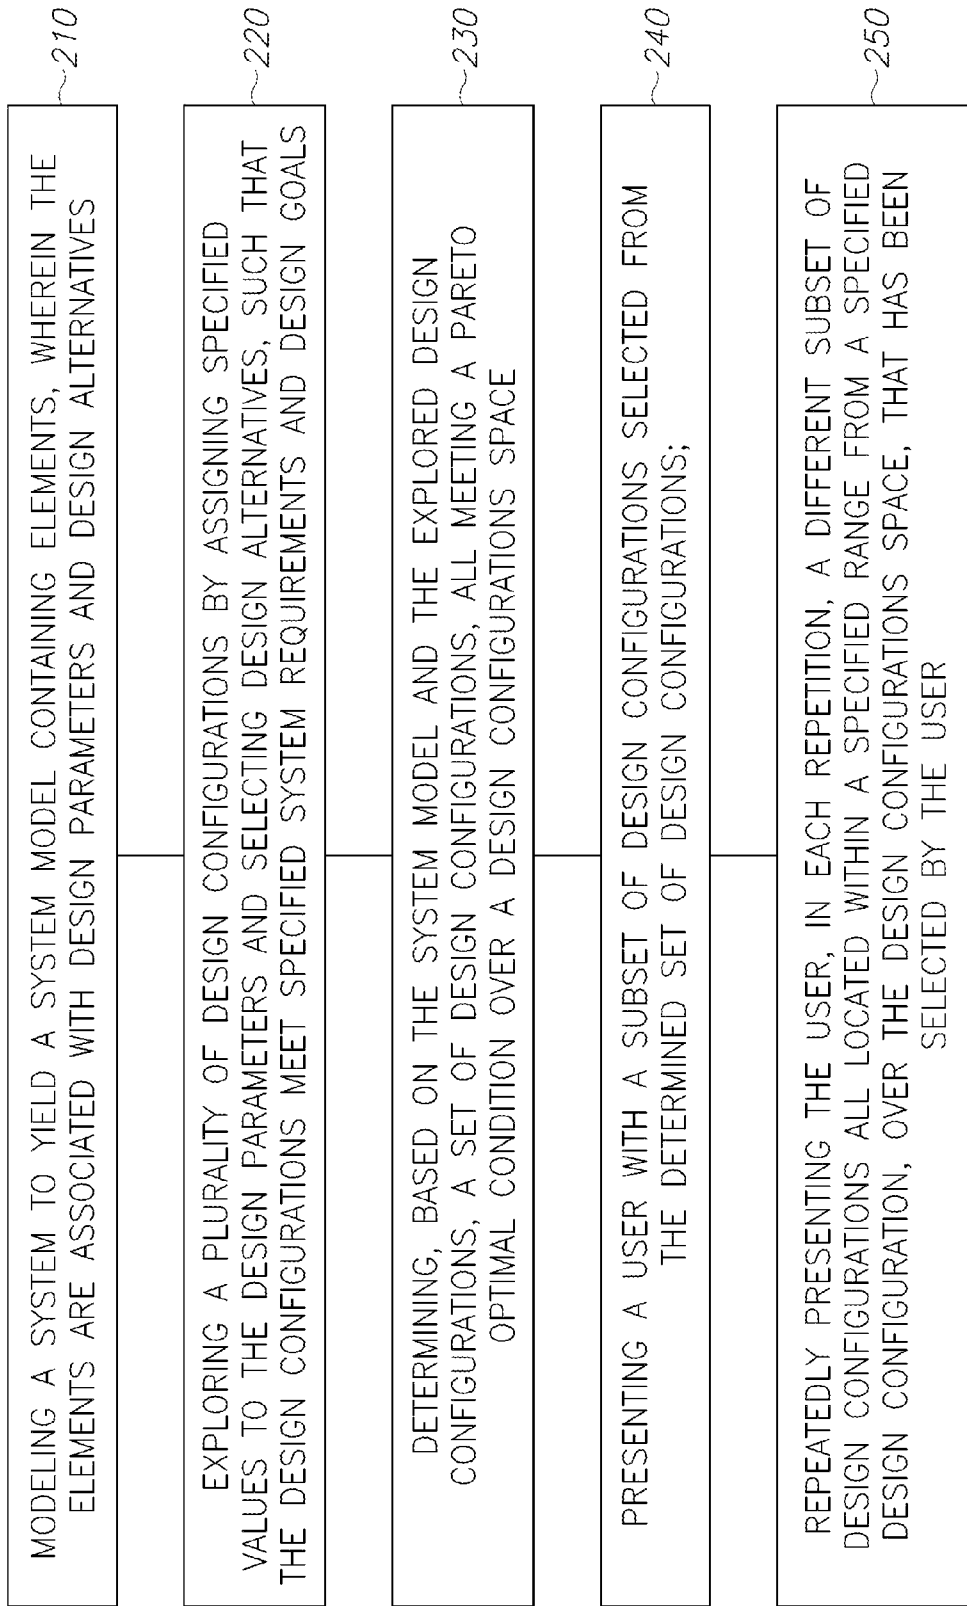 MODELING A SYSTEM TO YIELD A SYSTEM MODEL CONTAINING ELEMENTS, WHEREIN THE
ELEMENTS ARE ASSOCIATED WITH DESIGN PARAMETERS AND DESIGN ALTERNATIVES
210
EXPLORING A PLURALITY OF DESIGN CONFIGURATIONS BY ASSIGNING SPECIFIED
VALUES TO THE DESIGN PARAMETERS AND SELECTING DESIGN ALTERNATIVES, SUCH THAT
THE DESIGN CONFIGURATIONS MEET SPECIFIED SYSTEM REQUIREMENTS AND DESIGN GOALS
220
DETERMINING, BASED ON THE SYSTEM MODEL AND THE EXPLORED DESIGN
CONFIGURATIONS, A SET OF DESIGN CONFIGURATIONS, ALL MEETING A PARETO
OPTIMAL CONDITION OVER A DESIGN CONFIGURATIONS SPACE
230
PRESENTING A USER WITH A SUBSET OF DESIGN CONFIGURATIONS SELECTED FROM
THE DETERMINED SET OF DESIGN CONFIGURATIONS;
240
REPEATEDLY PRESENTING THE USER, IN EACH REPETITION, A DIFFERENT SUBSET OF
DESIGN CONFIGURATIONS ALL LOCATED WITHIN A SPECIFIED RANGE FROM A SPECIFIED
DESIGN CONFIGURATION, OVER THE DESIGN CONFIGURATIONS SPACE, THAT HAS BEEN
SELECTED BY THE USER
250